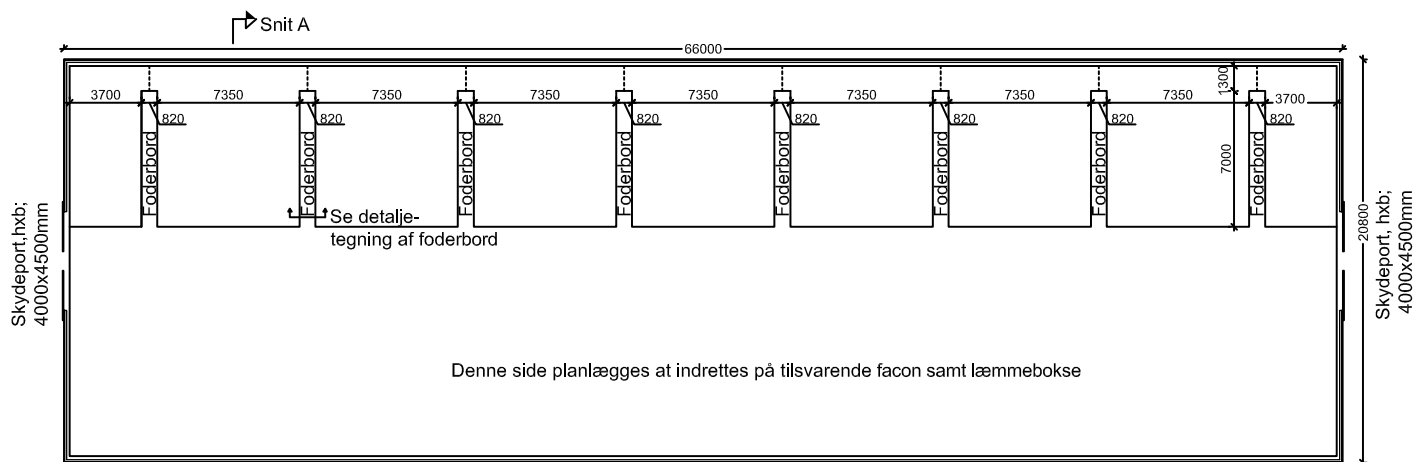 Snit A
66000
3700
7350
7350
7350
7350
7350
7350
7350
3700
1300
820
820
820
820
820
820
820
820
Foderbord
Foderbord
Foderbord
Foderbord
Foderbord
Foderbord
Foderbord
Foderbord
7000
Se detalje-
tegning af foderbord
Skydeport,hxb;
4000x4500mm
20800
Skydeport, hxb;
4000x4500mm
Denne side planlægges at indrettes på tilsvarende facon samt læmmebokse